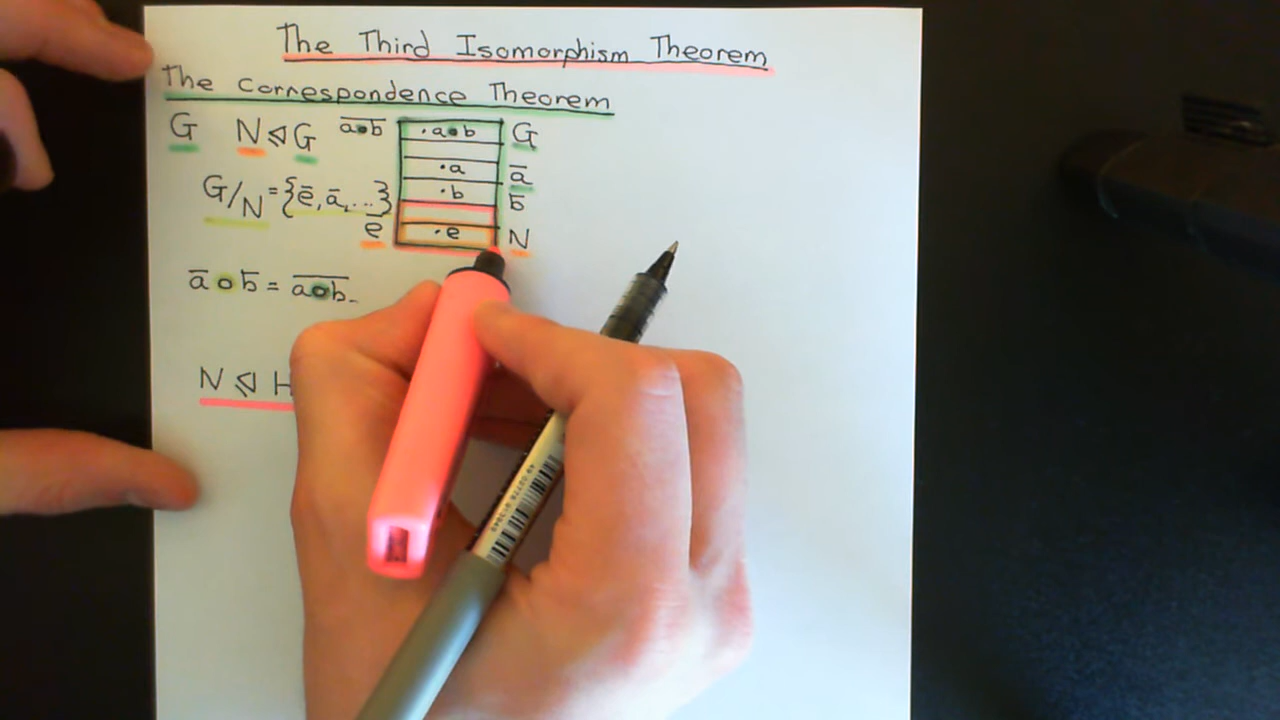 The Third Isomorphism Theorem
The Correspondence Theorem
G N ⊲ G a∘b ·a∘b G
·a ā
G/N = {ē, ā, ...} ·b b̄
ē ·e N
ā ∘ b̄ = a∘b
N ⊲ H